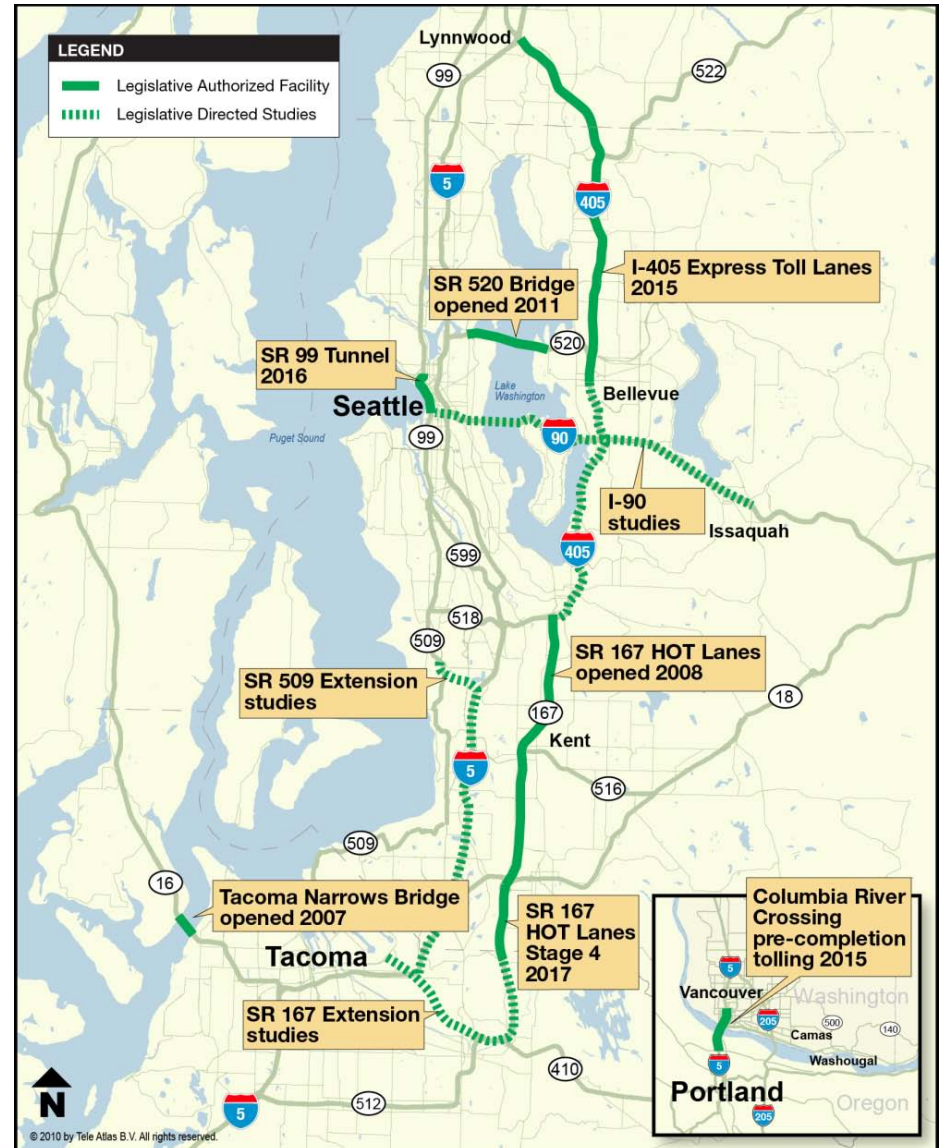 LEGEND
Legislative Authorized Facility
Legislative Directed Studies
Lynnwood
99
522
5
405
I-405 Express Toll Lanes
2015
SR 520 Bridge
opened 2011
520
SR 99 Tunnel
2016
Lake
Washington
Bellevue
Seattle
99
90
Puget Sound
I-90
studies
Issaquah
405
599
518
509
SR 167 HOT Lanes
opened 2008
SR 509 Extension
studies
18
167
Kent
5
516
509
16
Tacoma Narrows Bridge
opened 2007
SR 167
HOT Lanes
Stage 4
2017
Tacoma
SR 167 Extension
studies
410
512
5
N
© 2010 by Tele Atlas B.V. All rights reserved.
Columbia River
Crossing
pre-completion
tolling 2015
5
Vancouver
Washington
205
500
140
Camas
Washougal
5
Portland
Oregon
205